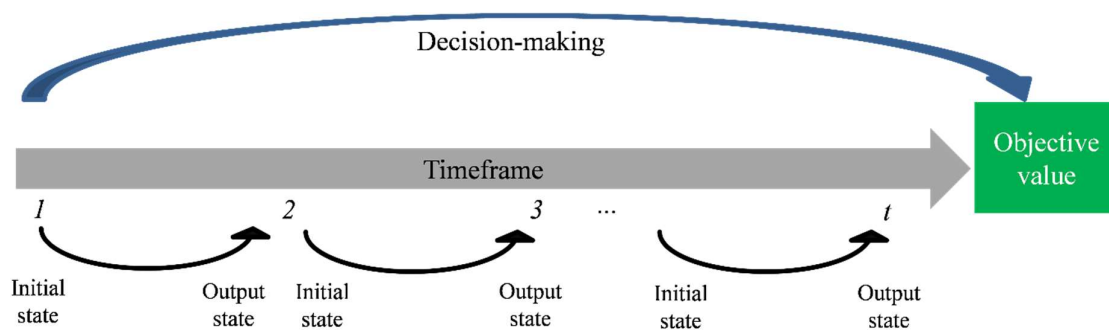 Decision-making
Objective
value
Timeframe
1 2 3 ... t
Initial Output Initial Output Initial Output
state state state state state state